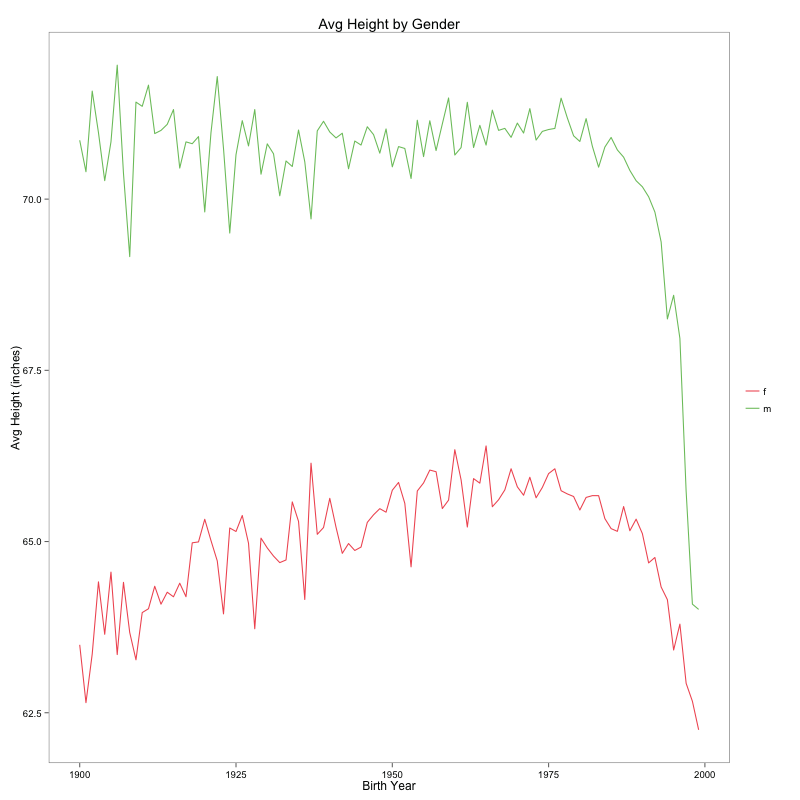 Avg Height by Gender
Avg Height (inches)
70.0
67.5
65.0
62.5
1900 1925 1950 1975 2000
Birth Year
f
m